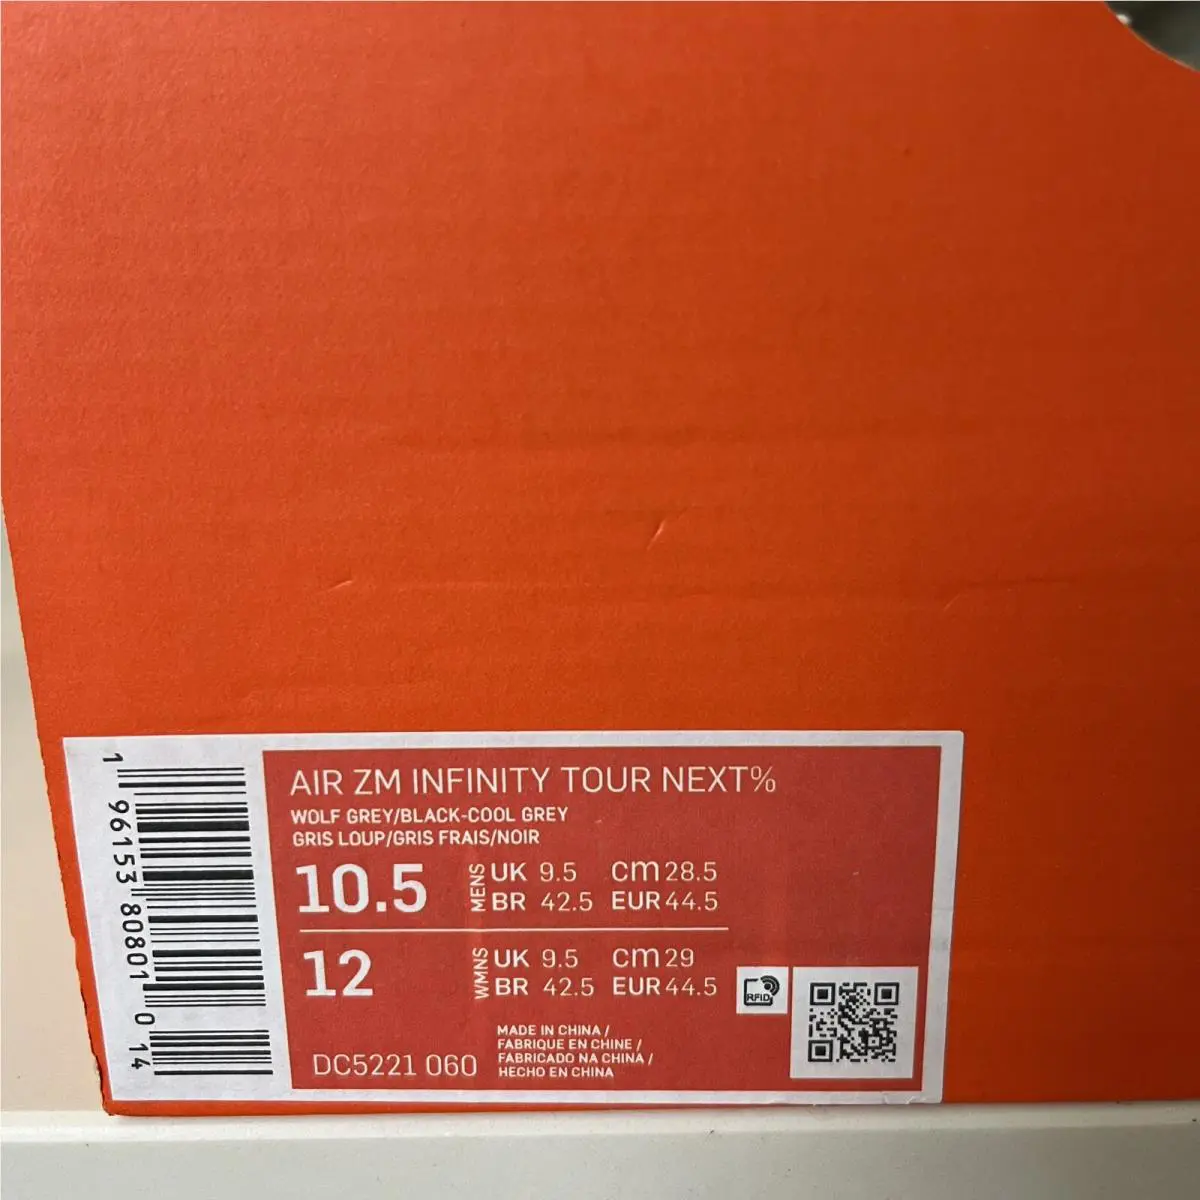 AIR ZM INFINITY TOUR NEXT%
WOLF GREY/BLACK-COOL GREY
GRIS LOUP/GRIS FRAIS/NOIR
10.5 MENS UK 9.5 cm 28.5
BR 42.5 EUR 44.5
12 WMNS UK 9.5 cm 29
BR 42.5 EUR 44.5
RFID
DC5221 060
MADE IN CHINA /
FABRIQUE EN CHINE /
FABRICADO NA CHINA /
HECHO EN CHINA
1 96153 80801 0 14